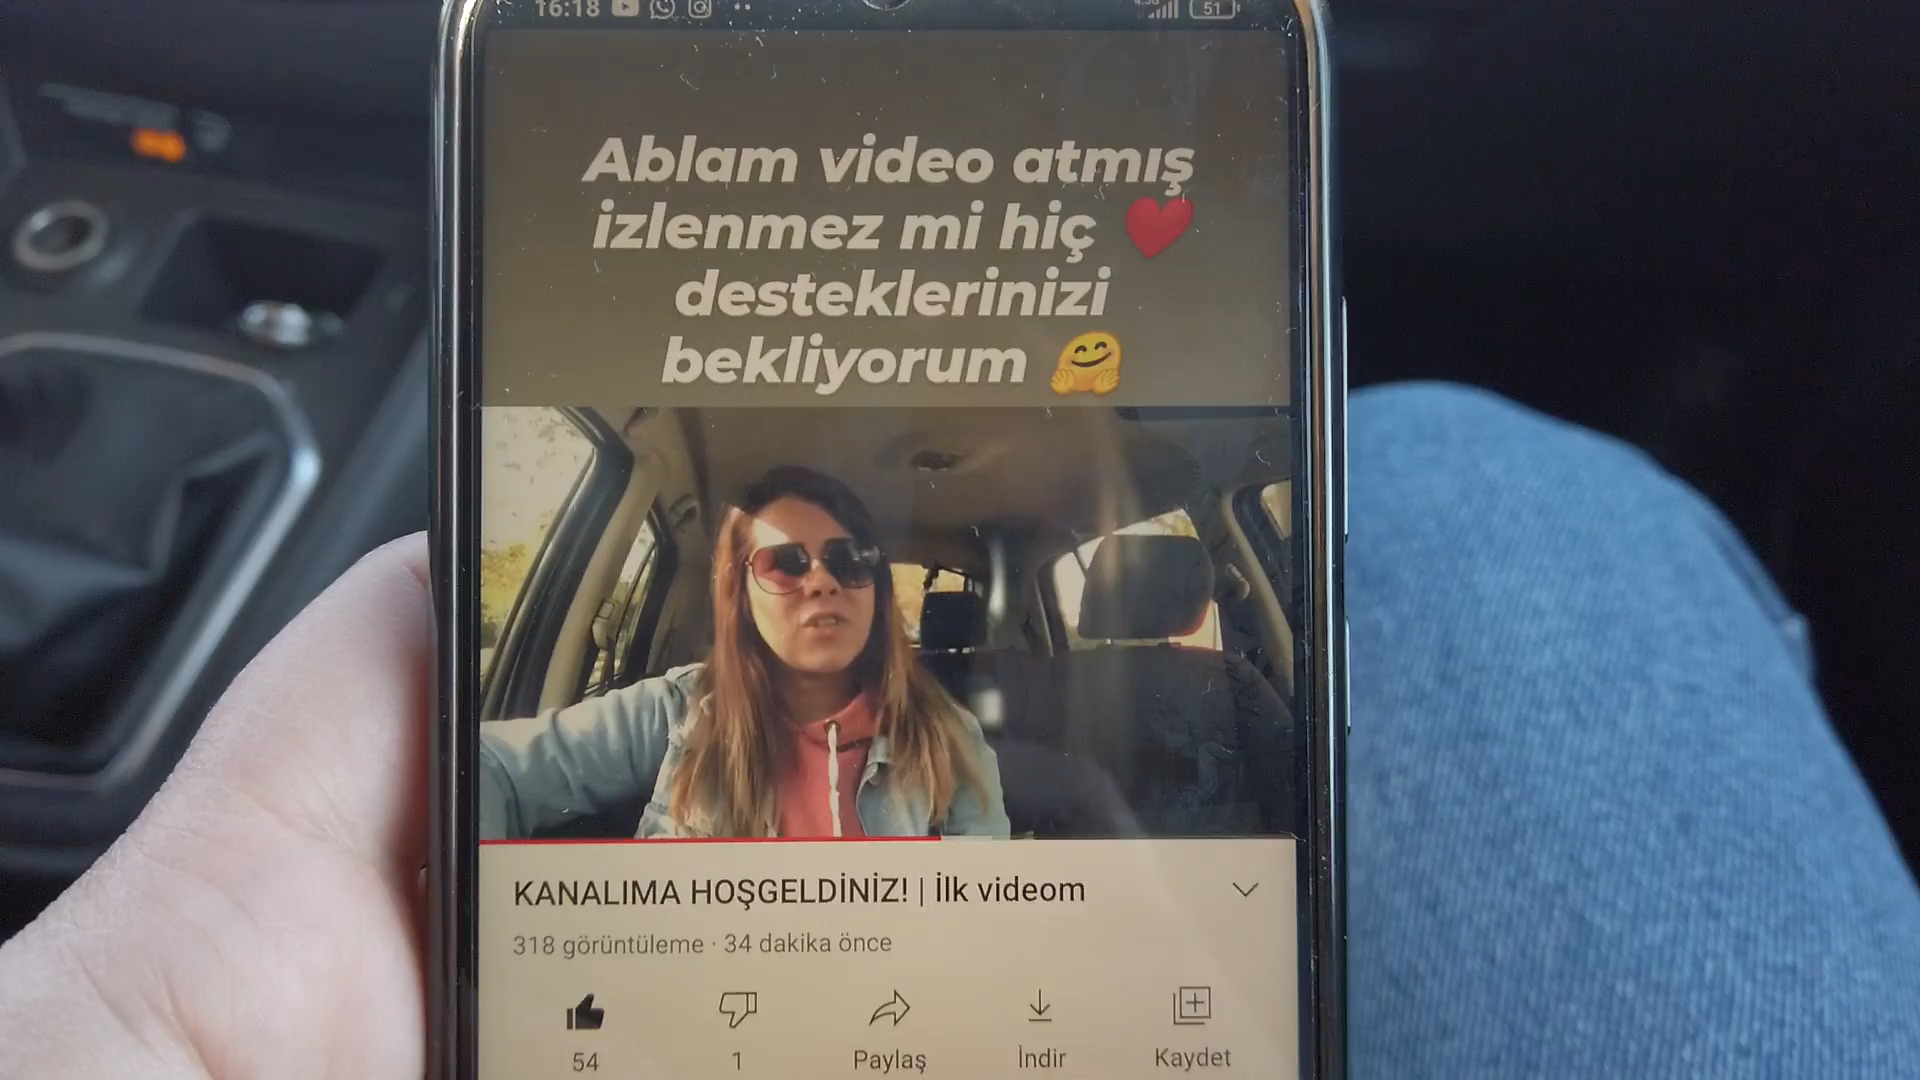 16:18
51
Ablam video atmış
izlenmez mi hiç ❤️
desteklerinizi
bekliyorum 🤗
KANALIMA HOŞGELDİNİZ! | İlk videom
318 görüntüleme · 34 dakika önce
54
1
Paylaş
İndir
Kaydet